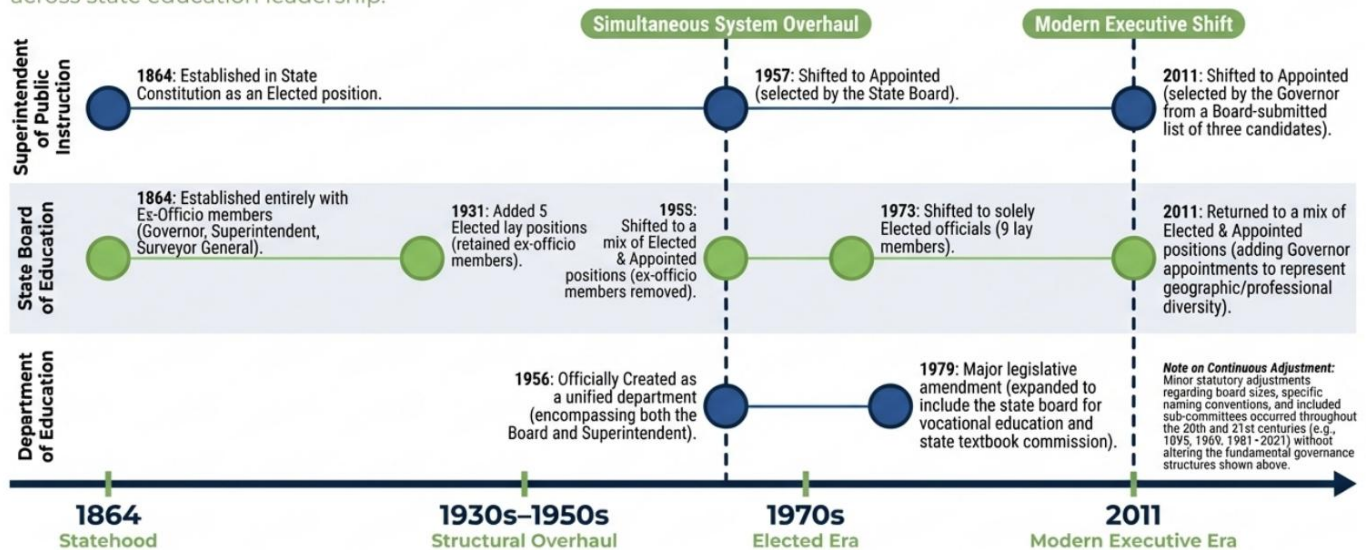 across state education leadership.
Simultaneous System Overhaul
Modern Executive Shift
Superintendent
of Public
Instruction
1864: Established in State
Constitution as an Elected position.
1957: Shifted to Appointed
(selected by the State Board).
2011: Shifted to Appointed
(selected by the Governor
from a Board-submitted
list of three candidates).
State Board
of Education
1864: Established entirely with
Es-Officio members
(Governor, Superintendent,
Surveyor General).
1931: Added 5
Elected lay positions
(retained ex-officio
members).
195S:
Shifted to a
mix of Elected
& Appointed
positions (ex-officio
members removed).
1973: Shifted to solely
Elected officials (9 lay
members).
2011: Returned to a mix of
Elected & Appointed
positions (adding Governor
appointments to represent
geographic/professional
diversity).
Department
of Education
1956: Officially Created as
a unified department
(encompassing both the
Board and Superintendent).
1979: Major legislative
amendment (expanded to
include the state board for
vocational education and
state textbook commission).
Note on Continuous Adjustment:
Minor statutory adjustments
regarding board sizes, specific
naming conventions, and included
sub-committees occurred throughout
the 20th and 21st centuries (e.g.,
10Y5, 1969, 1981-2021) without
altering the fundamental governance
structures shown above.
1864
Statehood
1930s–1950s
Structural Overhaul
1970s
Elected Era
2011
Modern Executive Era